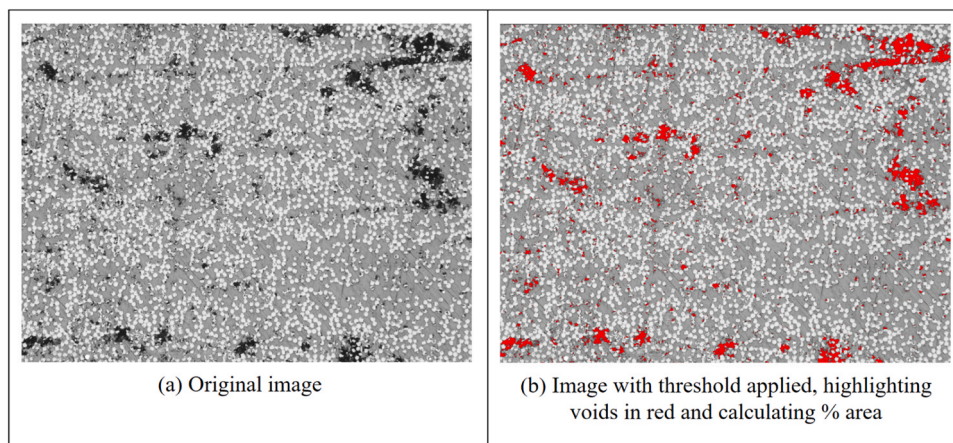 (a) Original image
(b) Image with threshold applied, highlighting
voids in red and calculating % area